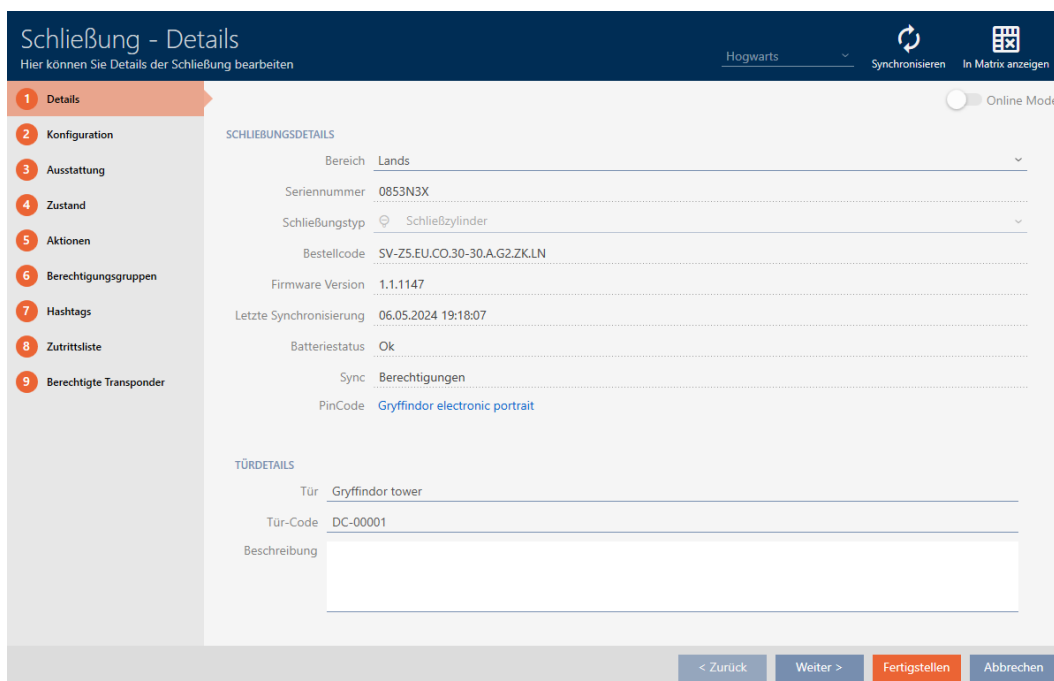 Schließung - Details
Hier können Sie Details der Schließung bearbeiten
Hogwarts
Synchronisieren
In Matrix anzeigen
1 Details
2 Konfiguration
3 Ausstattung
4 Zustand
5 Aktionen
6 Berechtigungsgruppen
7 Hashtags
8 Zutrittsliste
9 Berechtigte Transponder
Online Mode
SCHLIEßUNGSDETAILS
Bereich Lands
Seriennummer 0853N3X
Schließungstyp Schließzylinder
Bestellcode SV-Z5.EU.CO.30-30.A.G2.ZK.LN
Firmware Version 1.1.1147
Letzte Synchronisierung 06.05.2024 19:18:07
Batteriestatus Ok
Sync Berechtigungen
PinCode Gryffindor electronic portrait
TÜRDETAILS
Tür Gryffindor tower
Tür-Code DC-00001
Beschreibung
< Zurück
Weiter >
Fertigstellen
Abbrechen